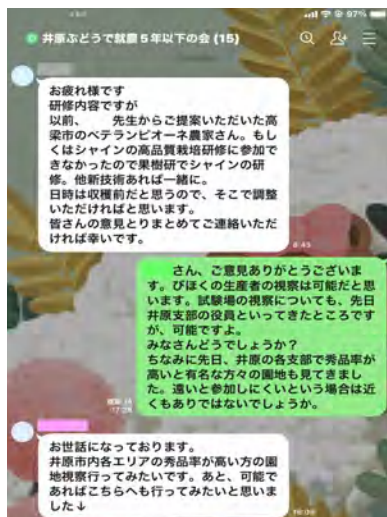 97%
井原ぶどうで就農５年以下の会 (15)
お疲れ様です
研修内容ですが
以前、　　先生からご提案いただいた高
梁市のベテランピオーネ農家さん。もし
くはシャインの高品質栽培研修に参加で
きなかったので果樹研でシャインの研
修。他新技術あれば一緒に。
日時は収穫前だと思うので、そこで調整
いただければと思います。
皆さんの意見とりまとめてご連絡いただ
ければ幸いです。
さん、ご意見ありがとうございま
す。びほくの生産者の視察は可能だと思
います。試験場の視察についても、先日
井原支部の役員といってきたところです
が、可能ですよ。
みなさんどうでしょうか？
ちなみに先日、井原の各支部で秀品率が
高いと有名な方々の園地も見てきまし
た。遠いと参加しにくいという場合は近
くもありではないでしょうか。
お世話になっております。
井原市内各エリアの秀品率が高い方の園
地視察行ってみたいです。あと、可能で
あればこちらへも行ってみたいと思いま
した↓